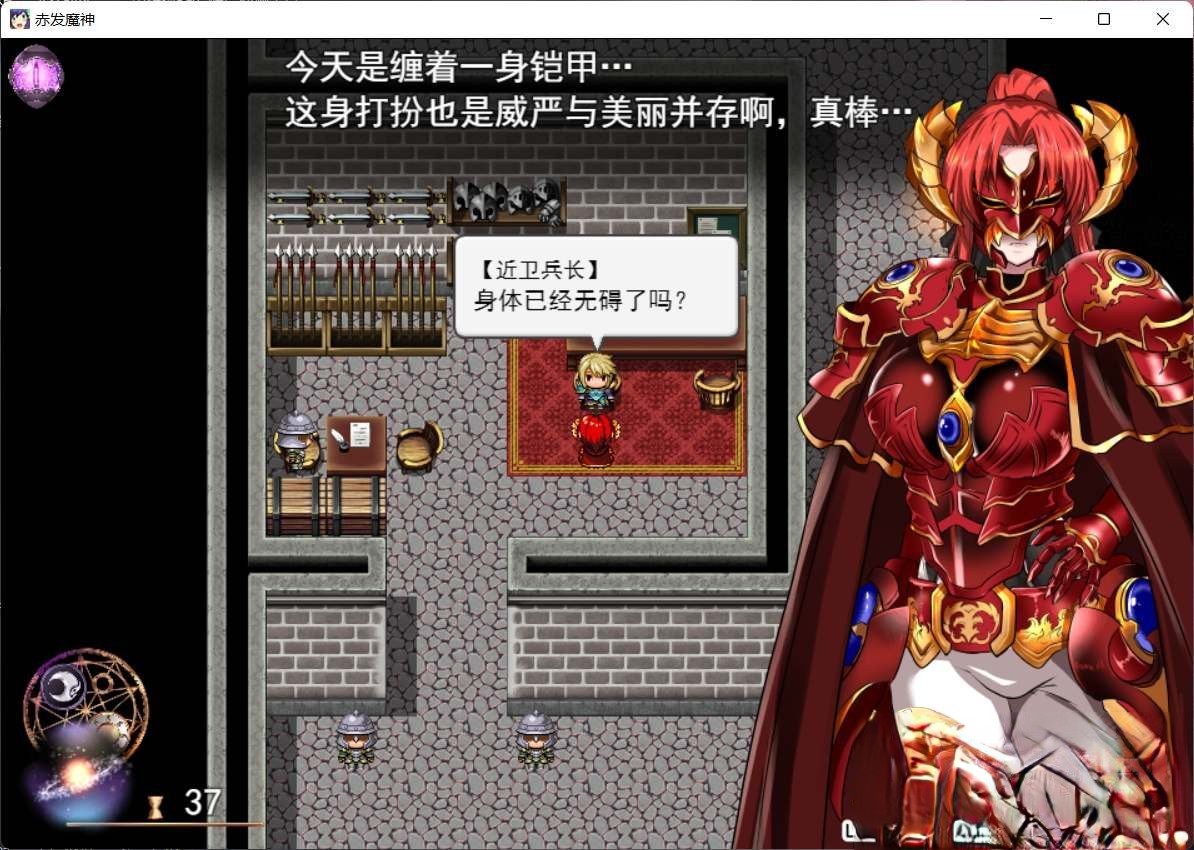 赤发魔神
今天是缠着一身铠甲…
这身打扮也是威严与美丽并存啊，真棒…
【近卫兵长】
身体已经无碍了吗？
37